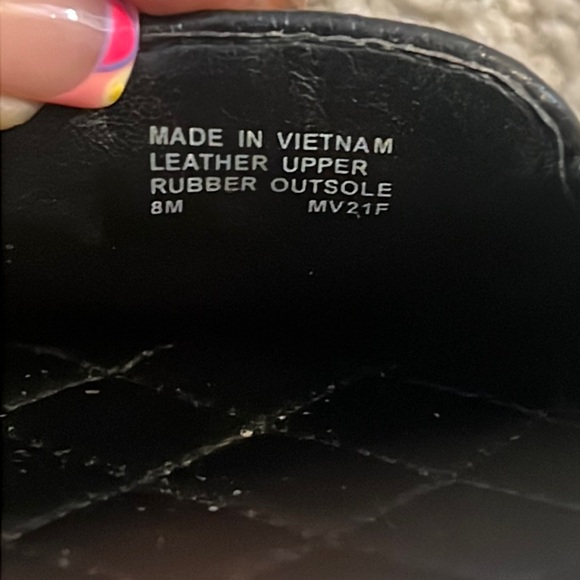 MADE IN VIETNAM
LEATHER UPPER
RUBBER OUTSOLE
8M MV21F